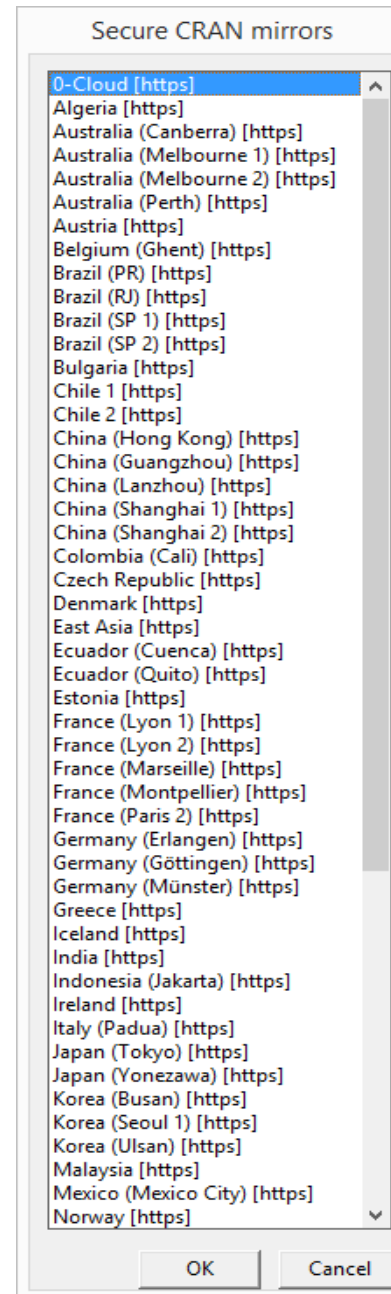 Secure CRAN mirrors
0-Cloud [https]
Algeria [https]
Australia (Canberra) [https]
Australia (Melbourne 1) [https]
Australia (Melbourne 2) [https]
Australia (Perth) [https]
Austria [https]
Belgium (Ghent) [https]
Brazil (PR) [https]
Brazil (RJ) [https]
Brazil (SP 1) [https]
Brazil (SP 2) [https]
Bulgaria [https]
Chile 1 [https]
Chile 2 [https]
China (Hong Kong) [https]
China (Guangzhou) [https]
China (Lanzhou) [https]
China (Shanghai 1) [https]
China (Shanghai 2) [https]
Colombia (Cali) [https]
Czech Republic [https]
Denmark [https]
East Asia [https]
Ecuador (Cuenca) [https]
Ecuador (Quito) [https]
Estonia [https]
France (Lyon 1) [https]
France (Lyon 2) [https]
France (Marseille) [https]
France (Montpellier) [https]
France (Paris 2) [https]
Germany (Erlangen) [https]
Germany (Göttingen) [https]
Germany (Münster) [https]
Greece [https]
Iceland [https]
India [https]
Indonesia (Jakarta) [https]
Ireland [https]
Italy (Padua) [https]
Japan (Tokyo) [https]
Japan (Yonezawa) [https]
Korea (Busan) [https]
Korea (Seoul 1) [https]
Korea (Ulsan) [https]
Malaysia [https]
Mexico (Mexico City) [https]
Norway [https]
OK Cancel